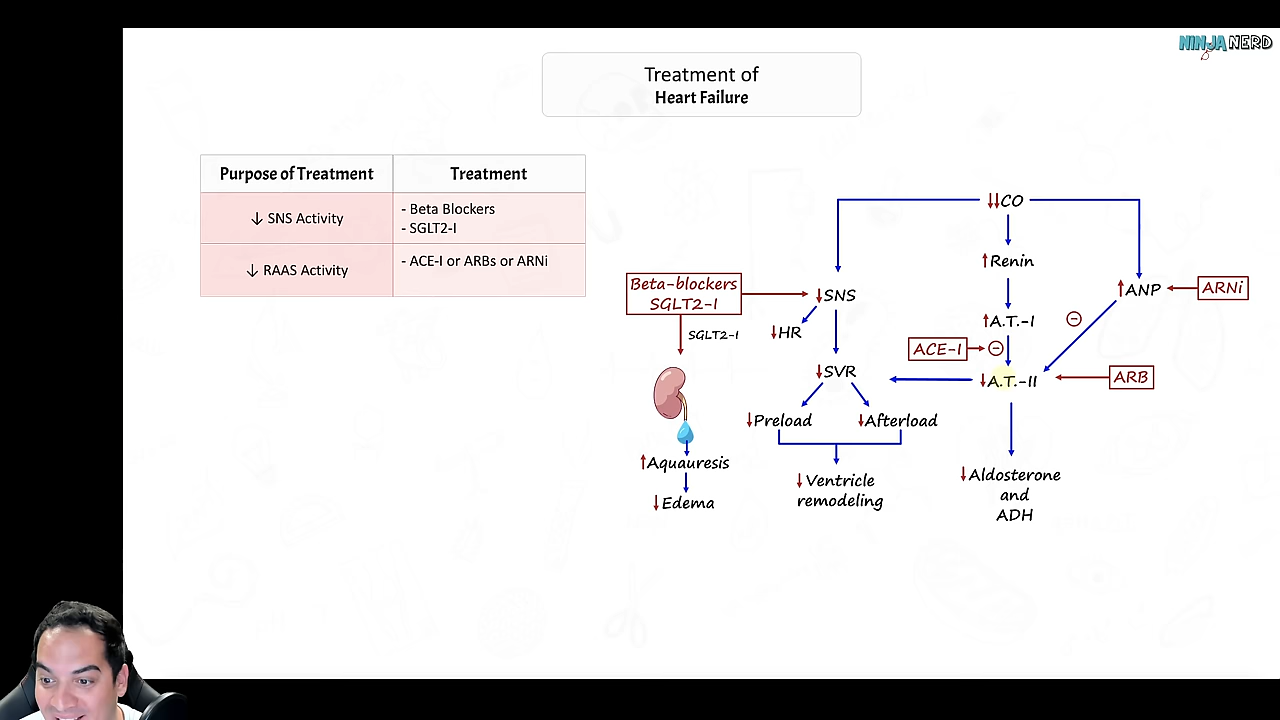 NINJA NERD
Treatment of
Heart Failure
Purpose of Treatment
Treatment
↓ SNS Activity
- Beta Blockers
- SGLT2-I
↓ RAAS Activity
- ACE-I or ARBs or ARNi
↓↓CO
↑Renin
Beta-blockers
SGLT2-I
↓SNS
↑ANP
ARNi
SGLT2-I
↓HR
↑A.T.-I
ACE-I
↓SVR
↓A.T.-II
ARB
↓Preload
↓Afterload
↑Aquauresis
↓Edema
↓Ventricle
remodeling
↓Aldosterone
and
ADH